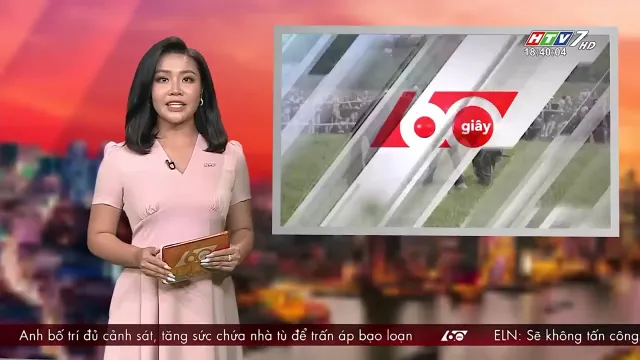 HTV7 HD
18:40:04
60 giây
Anh bố trí đủ cảnh sát, tăng sức chứa nhà tù để trấn áp bạo loạn 60 ELN: Sẽ không tấn công